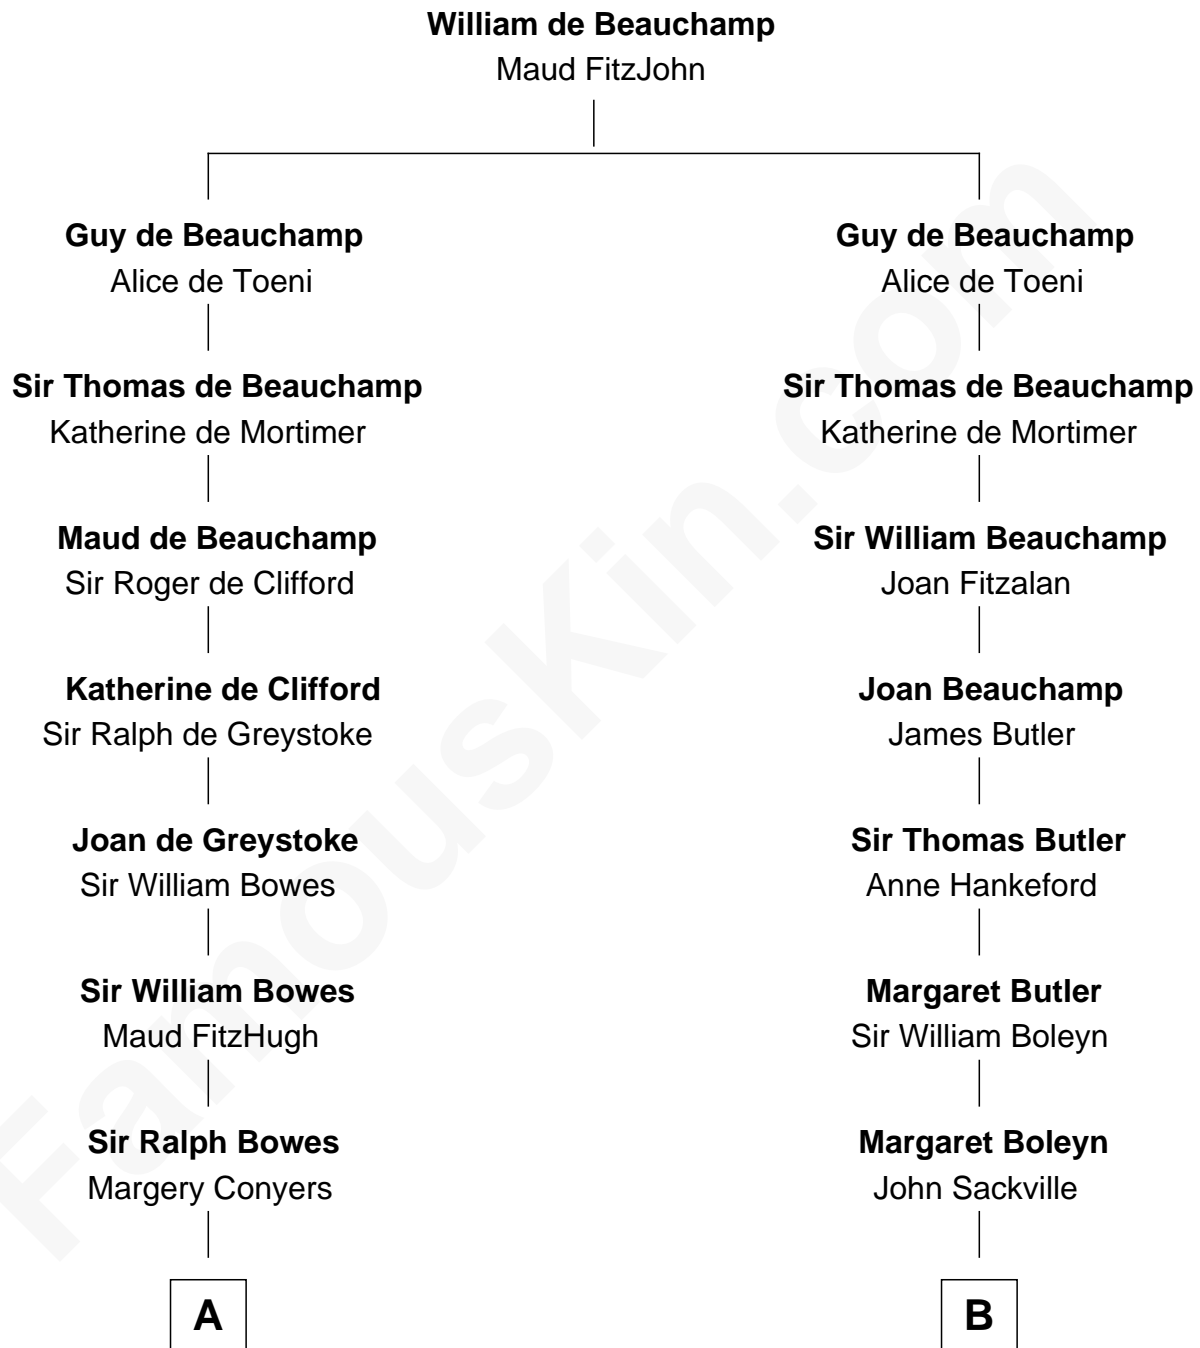 William de Beauchamp
Maud FitzJohn
Guy de Beauchamp
Alice de Toeni
Sir Thomas de Beauchamp
Katherine de Mortimer
Maud de Beauchamp
Sir Roger de Clifford
Katherine de Clifford
Sir Ralph de Greystoke
Joan de Greystoke
Sir William Bowes
Sir William Bowes
Maud FitzHugh
Sir Ralph Bowes
Margery Conyers
A
Guy de Beauchamp
Alice de Toeni
Sir Thomas de Beauchamp
Katherine de Mortimer
Sir William Beauchamp
Joan Fitzalan
Joan Beauchamp
James Butler
Sir Thomas Butler
Anne Hankeford
Margaret Butler
Sir William Boleyn
Margaret Boleyn
John Sackville
B
FamousKin.com